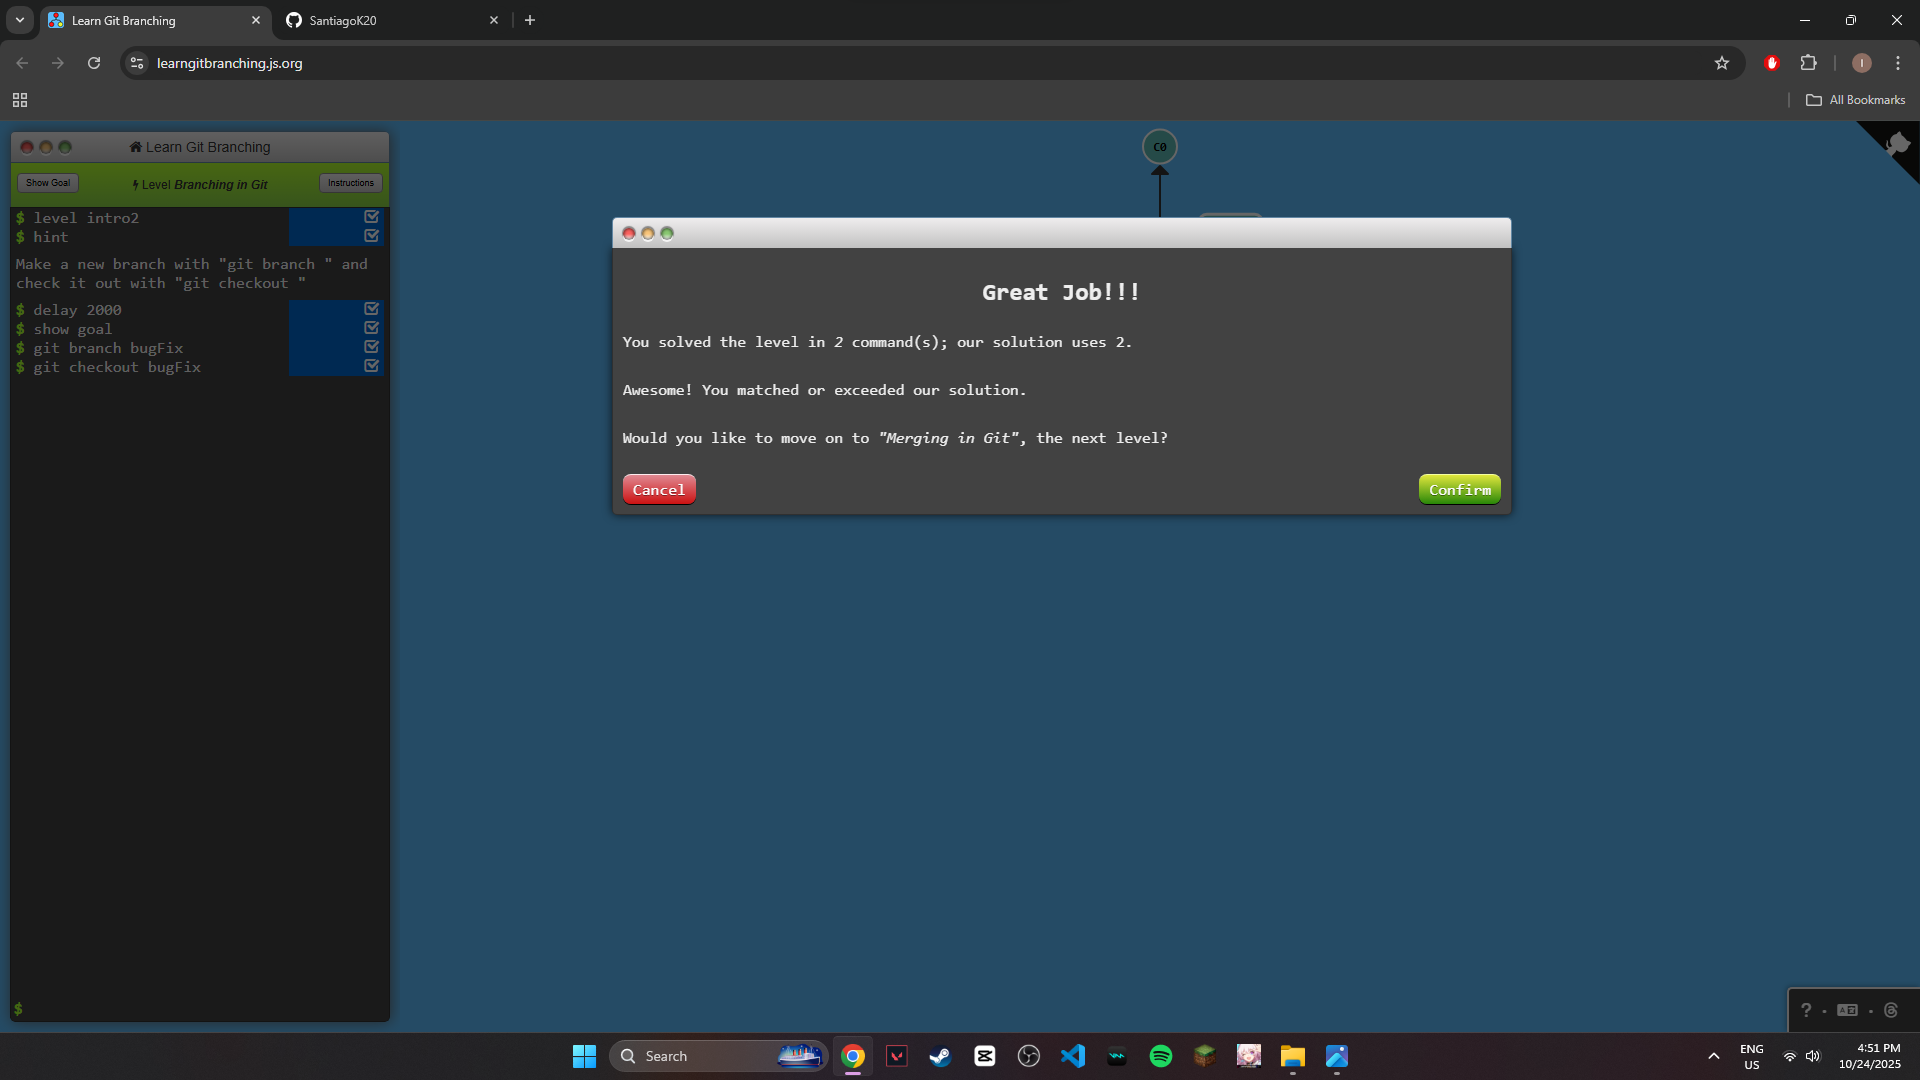 Learn Git Branching
SantiagoK20
learngitbranching.js.org
I
All Bookmarks
Learn Git Branching
Show Goal
Level Branching in Git
Instructions
$ level intro2
$ hint
Make a new branch with "git branch " and
check it out with "git checkout "
$ delay 2000
$ show goal
$ git branch bugFix
$ git checkout bugFix
$
C0
Great Job!!!
You solved the level in 2 command(s); our solution uses 2.
Awesome! You matched or exceeded our solution.
Would you like to move on to "Merging in Git", the next level?
Cancel
Confirm
?
Search
ENG
US
4:51 PM
10/24/2025